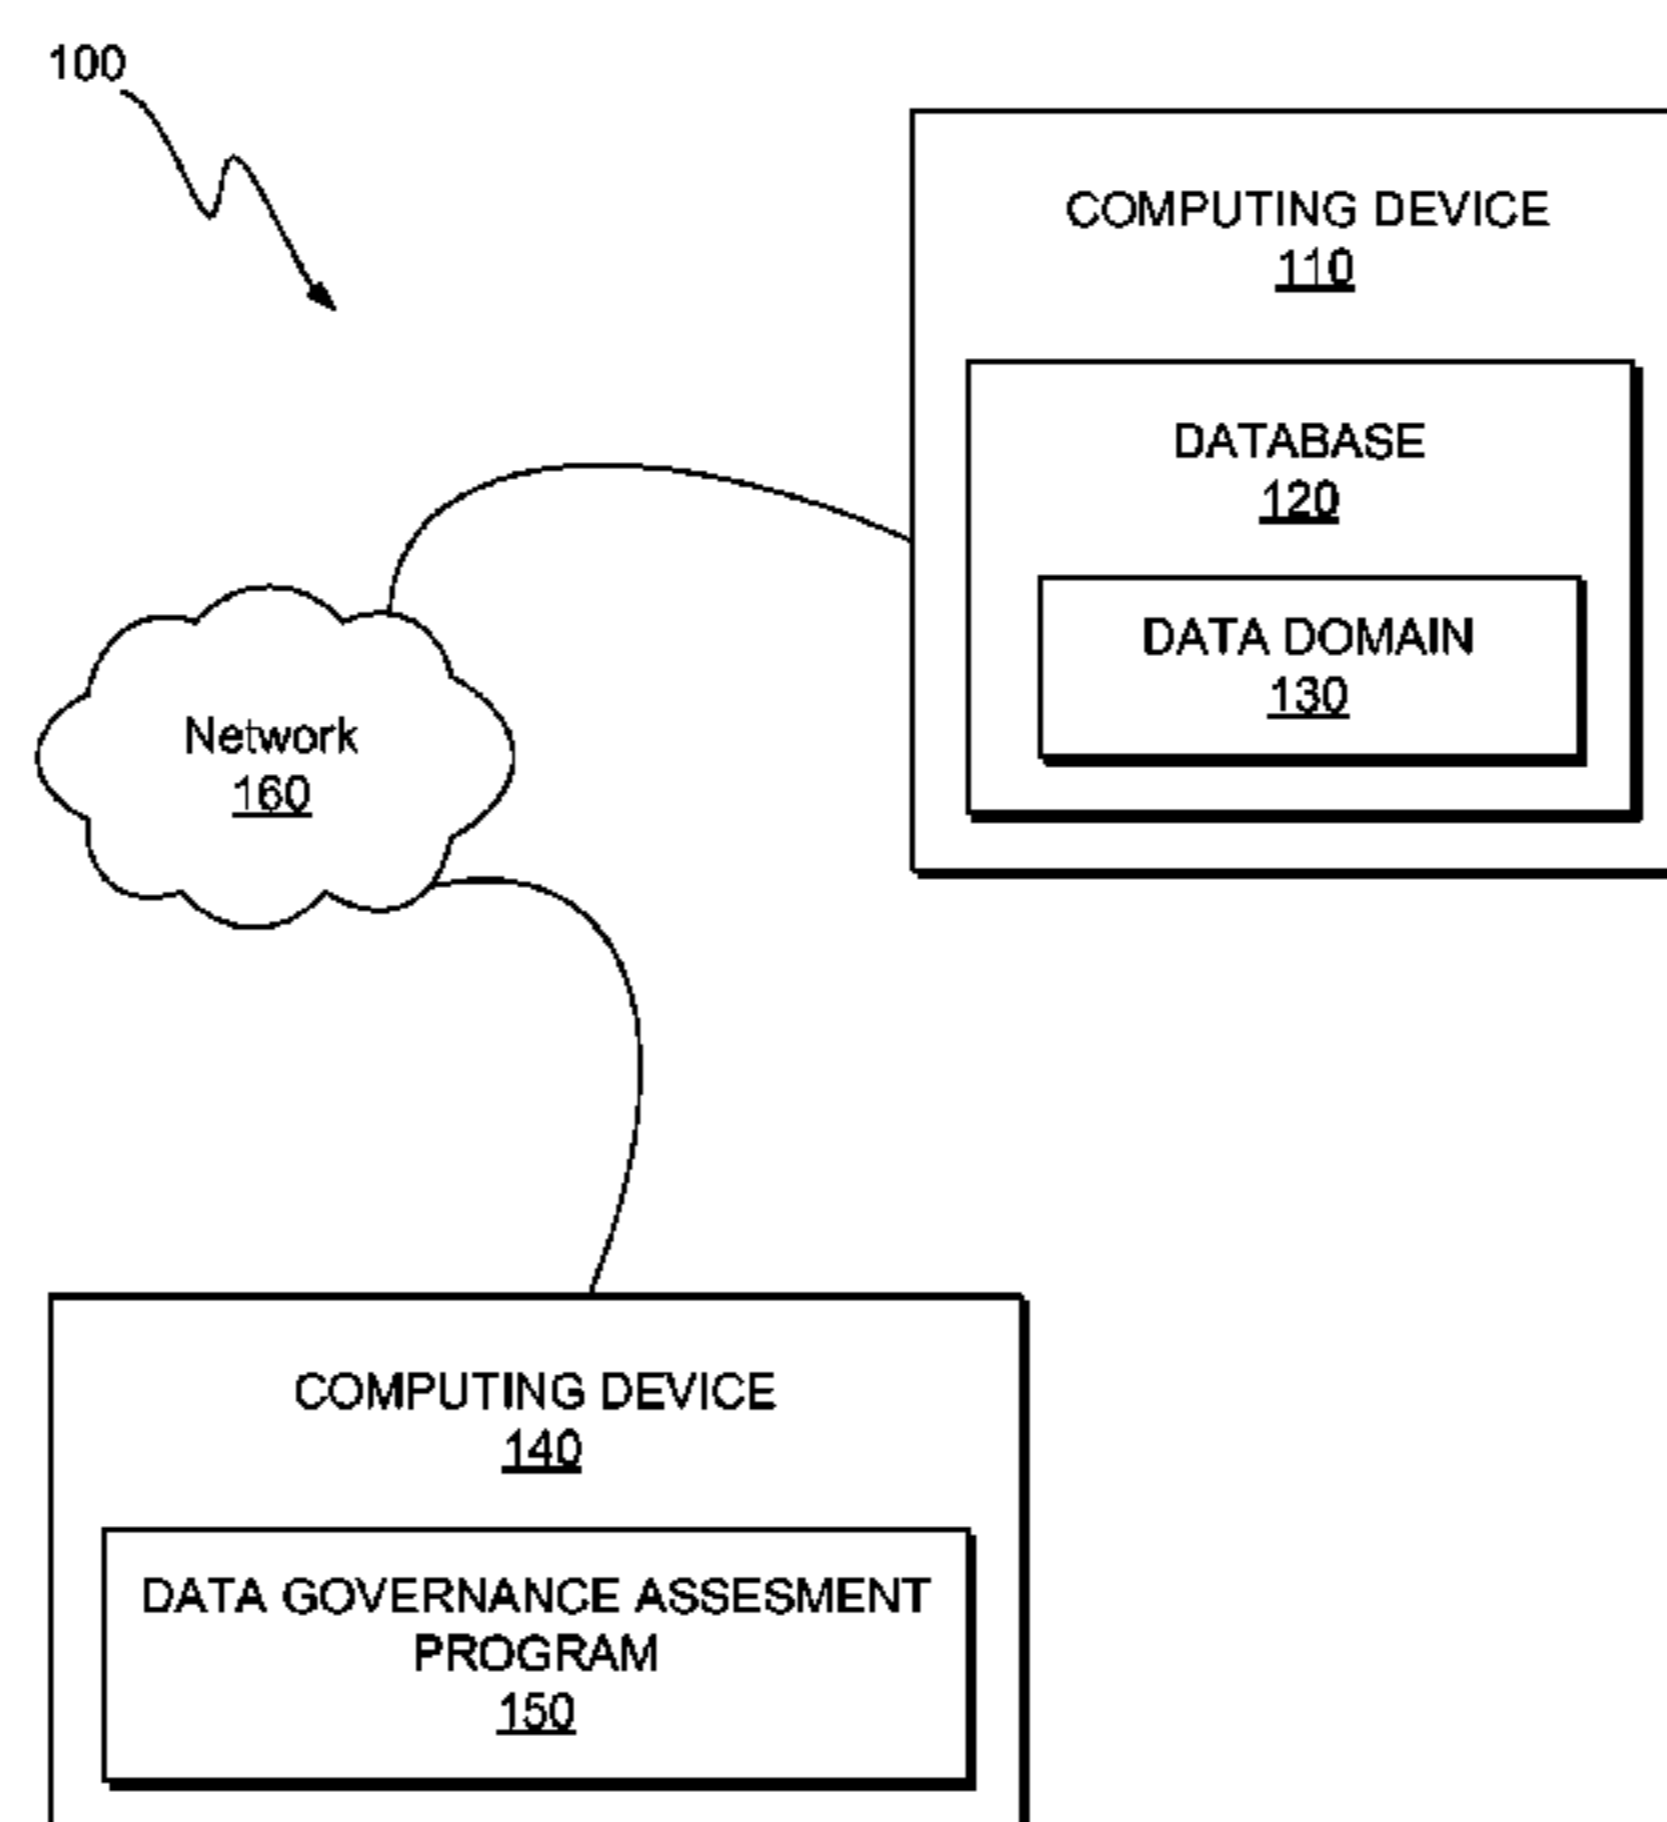 100
COMPUTING DEVICE
110
DATABASE
120
DATA DOMAIN
130
Network
160
COMPUTING DEVICE
140
DATA GOVERNANCE ASSESMENT
PROGRAM
150